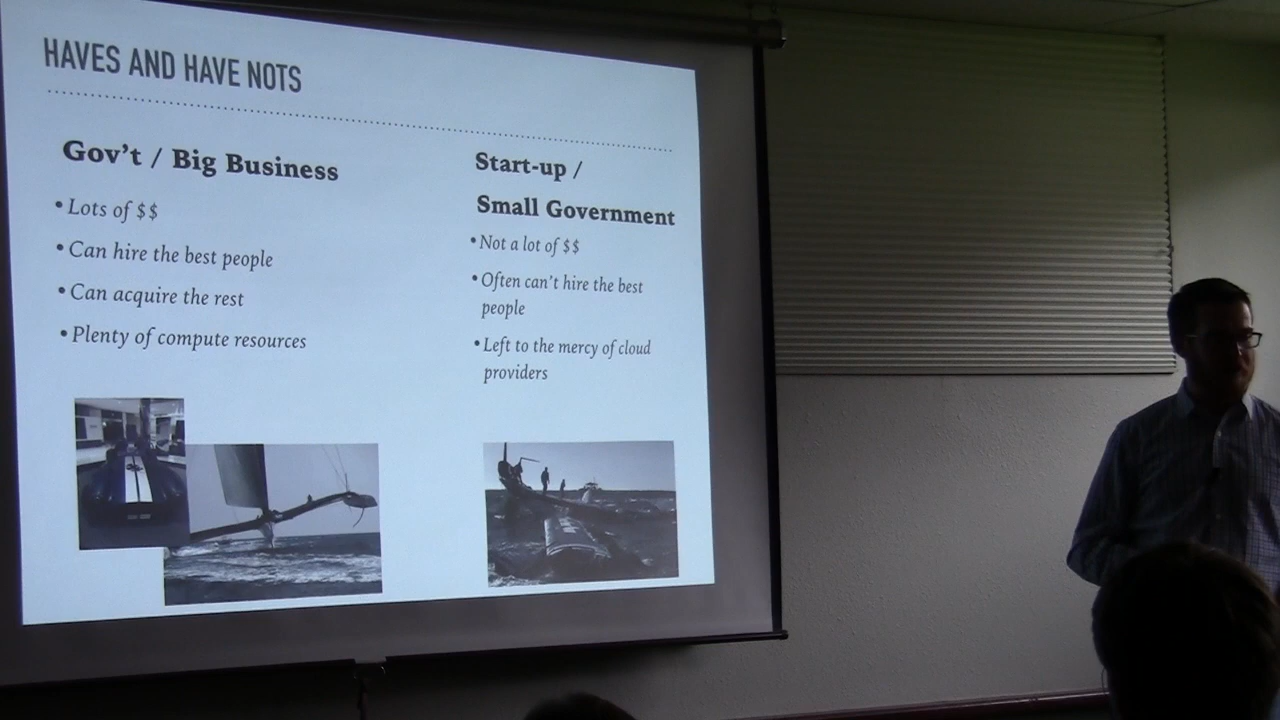 HAVES AND HAVE NOTS
Gov't / Big Business
• Lots of $$
• Can hire the best people
• Can acquire the rest
• Plenty of compute resources
Start-up /
Small Government
• Not a lot of $$
• Often can't hire the best
people
• Left to the mercy of cloud
providers